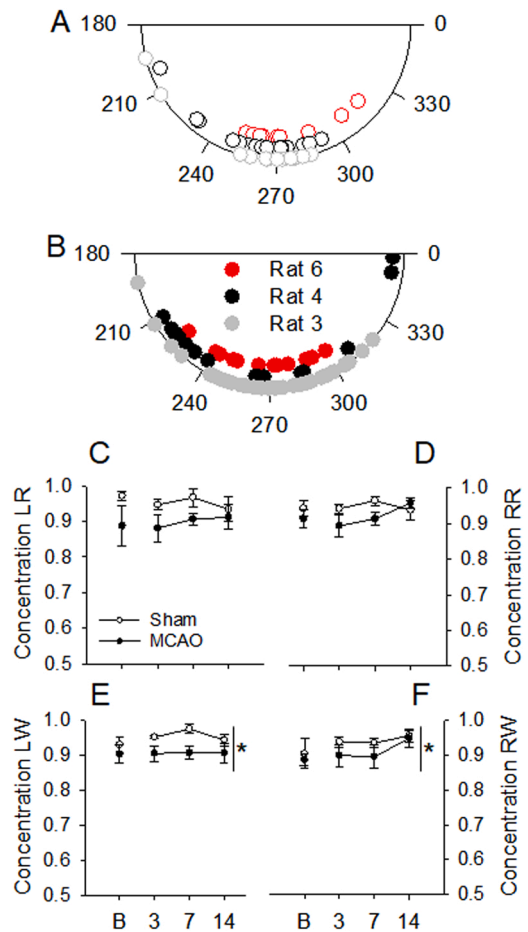 A
180 0
210 330
240 300
270
B
180 0
Rat 6
Rat 4
Rat 3
210 330
240 300
270
C D
Concentration LR
1.0
0.9
0.8
0.7
0.6
0.5
Sham
MCAO
1.0
0.9
0.8
0.7
0.6
0.5
Concentration RR
E F
Concentration LW
1.0
0.9
0.8
0.7
0.6
0.5
*
B 3 7 14
*
1.0
0.9
0.8
0.7
0.6
0.5
Concentration RW
B 3 7 14